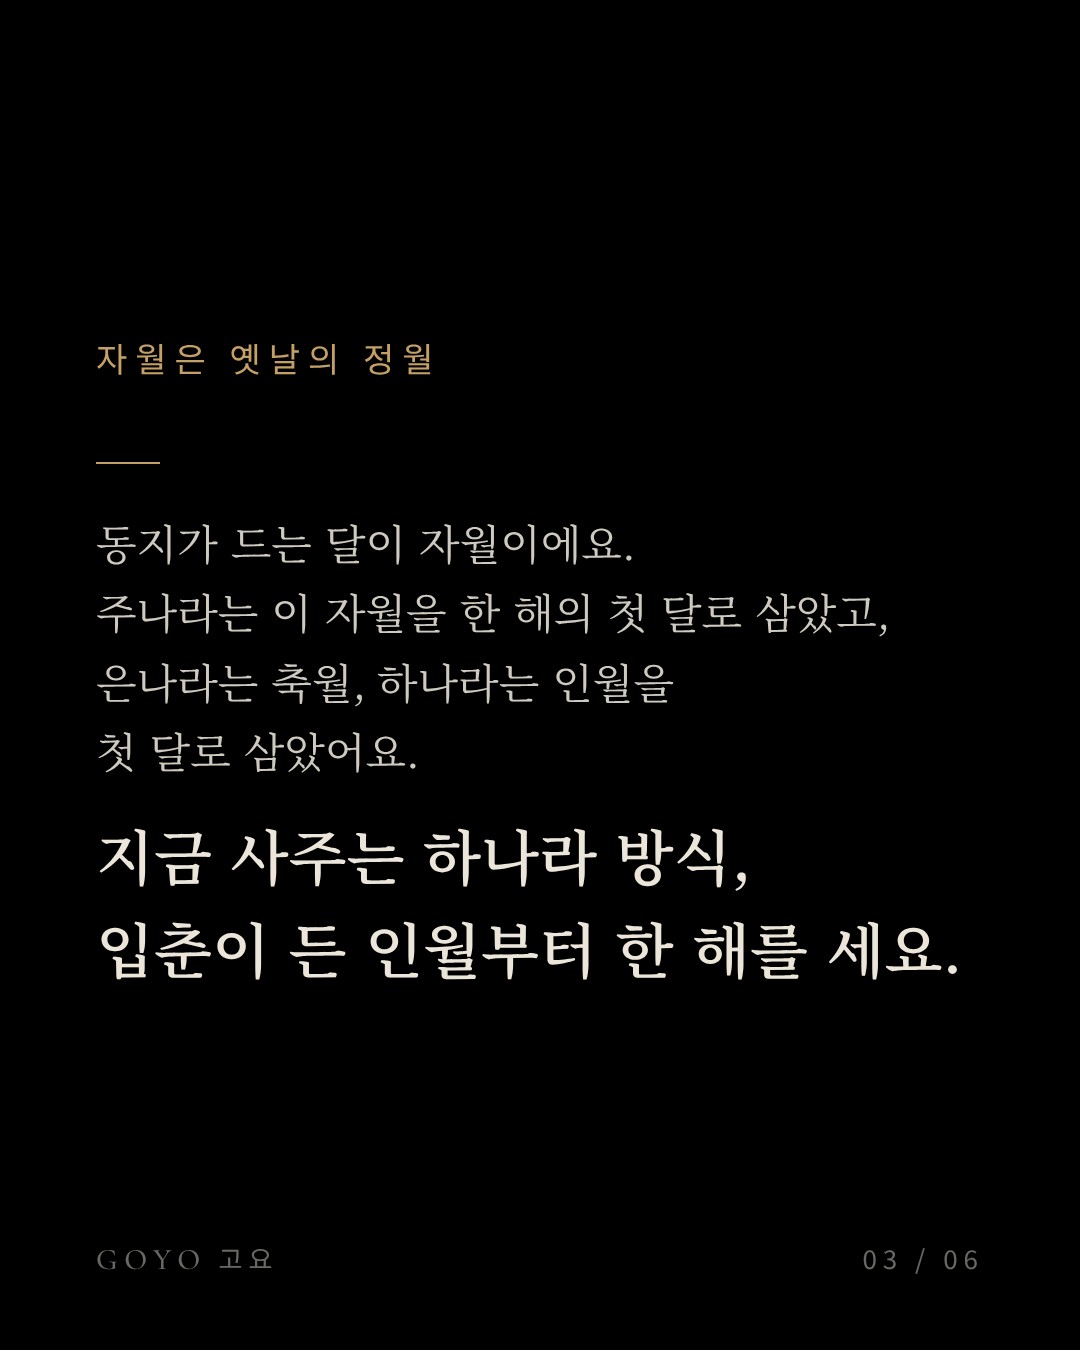 자월은 옛날의 정월
동지가 드는 달이 자월이에요.
주나라는 이 자월을 한 해의 첫 달로 삼았고,
은나라는 축월, 하나라는 인월을
첫 달로 삼았어요.
지금 사주는 하나라 방식,
입춘이 든 인월부터 한 해를 세요.
GOYO 고요
03 / 06